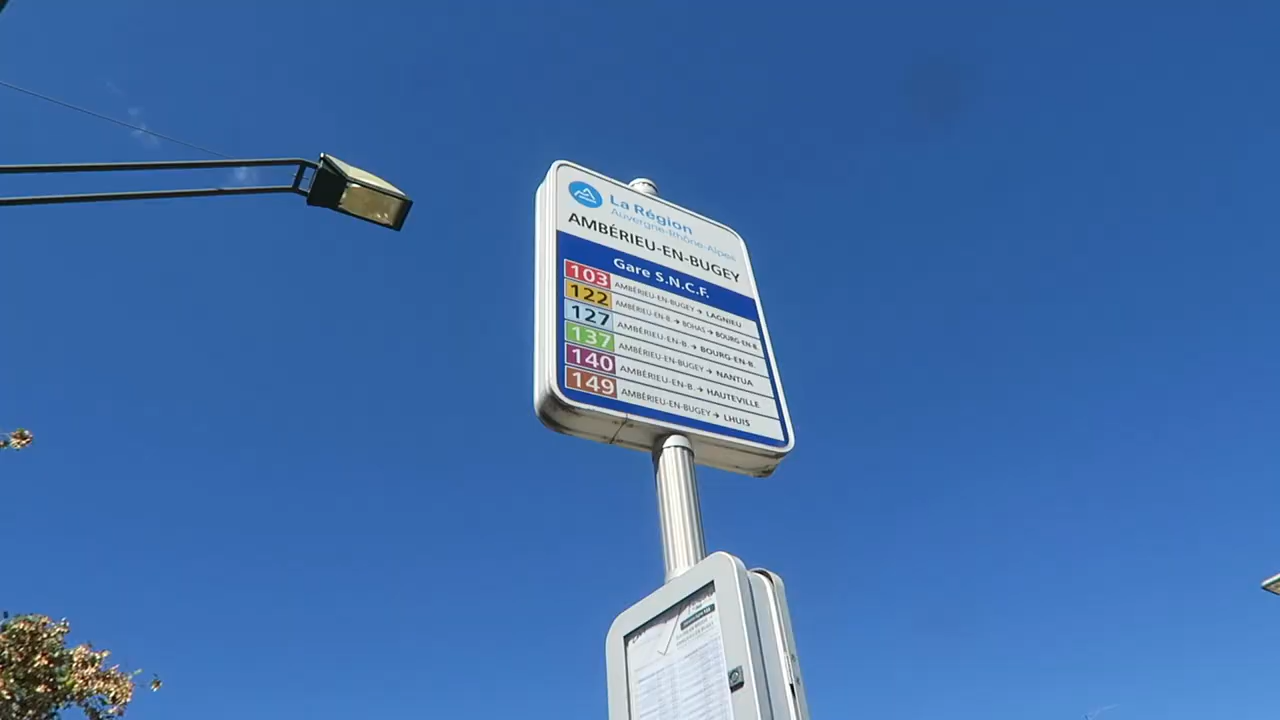 La Région
Auvergne-Rhône-Alpes
AMBÉRIEU-EN-BUGEY
Gare S.N.C.F.
103 AMBÉRIEU-EN-BUGEY → LAGNIEU
122 AMBÉRIEU-EN-B. → BOHAS → BOURG-EN-B.
127 AMBÉRIEU-EN-B. → BOURG-EN-B.
137 AMBÉRIEU-EN-BUGEY → NANTUA
140 AMBÉRIEU-EN-B. → HAUTEVILLE
149 AMBÉRIEU-EN-BUGEY → LHUIS